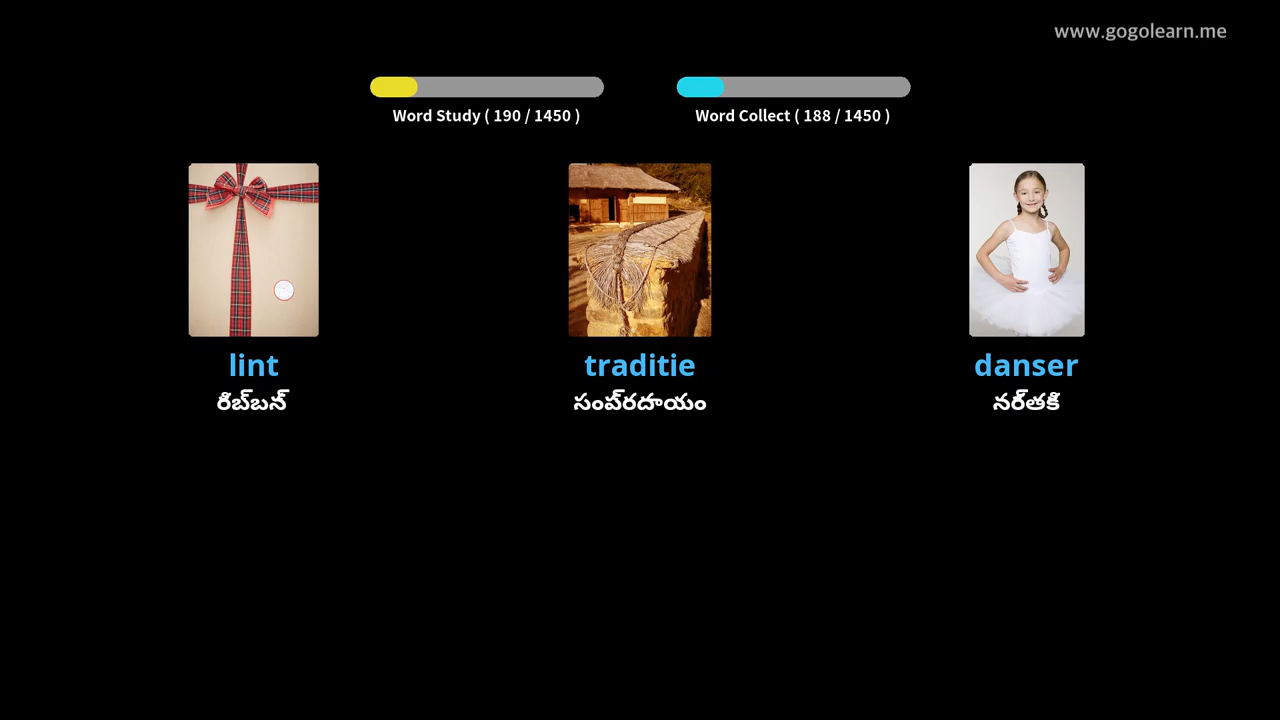 www.gogolearn.me
Word Study ( 190 / 1450 )
Word Collect ( 188 / 1450 )
lint
traditie
danser
రిబ్‌బన్
సంప్‌రదాయం
నర్‌తకి